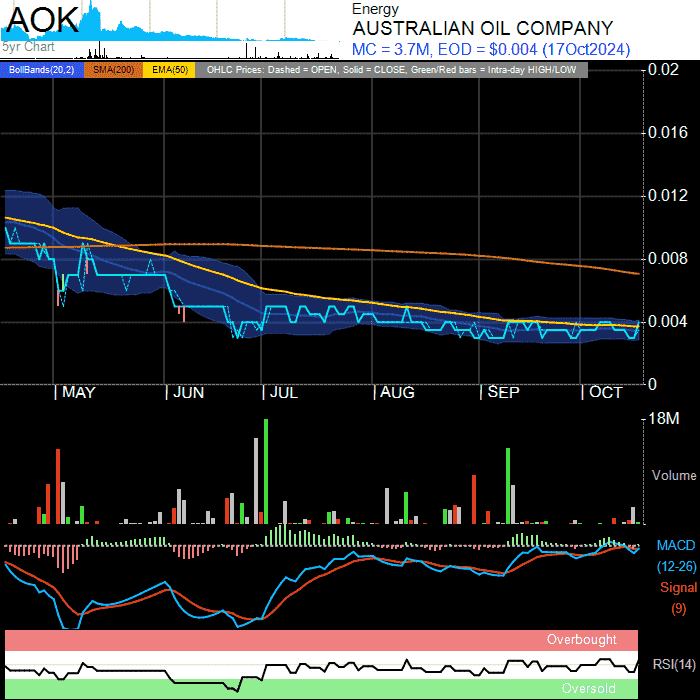 AOK
5yr Chart
Energy
AUSTRALIAN OIL COMPANY
MC = 3.7M, EOD = $0.004 (17Oct2024)
BollBands(20,2) SMA(200) EMA(50) OHLC Prices: Dashed = OPEN, Solid = CLOSE, Green/Red bars = Intra-day HIGH/LOW
0.02
0.016
0.012
0.008
0.004
0
MAY JUN JUL AUG SEP OCT
18M
Volume
MACD
(12-26)
Signal
(9)
Overbought
RSI(14)
Oversold